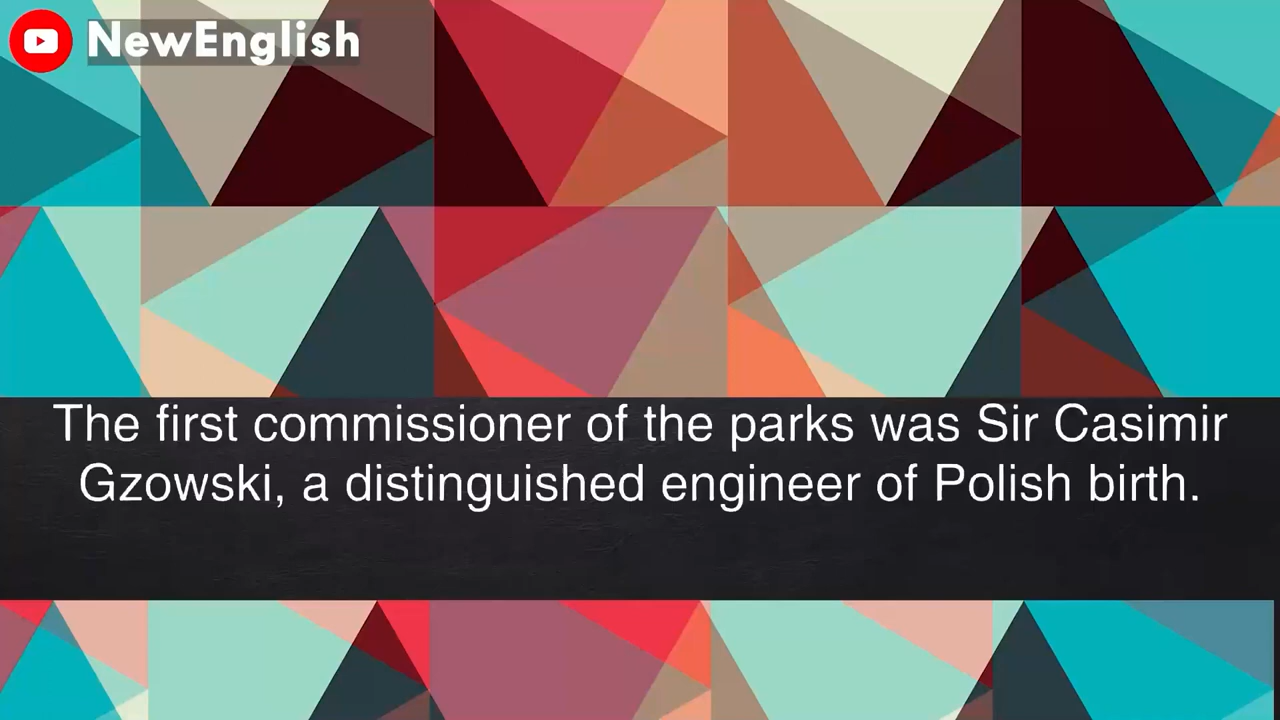 NewEnglish
The first commissioner of the parks was Sir Casimir
Gzowski, a distinguished engineer of Polish birth.